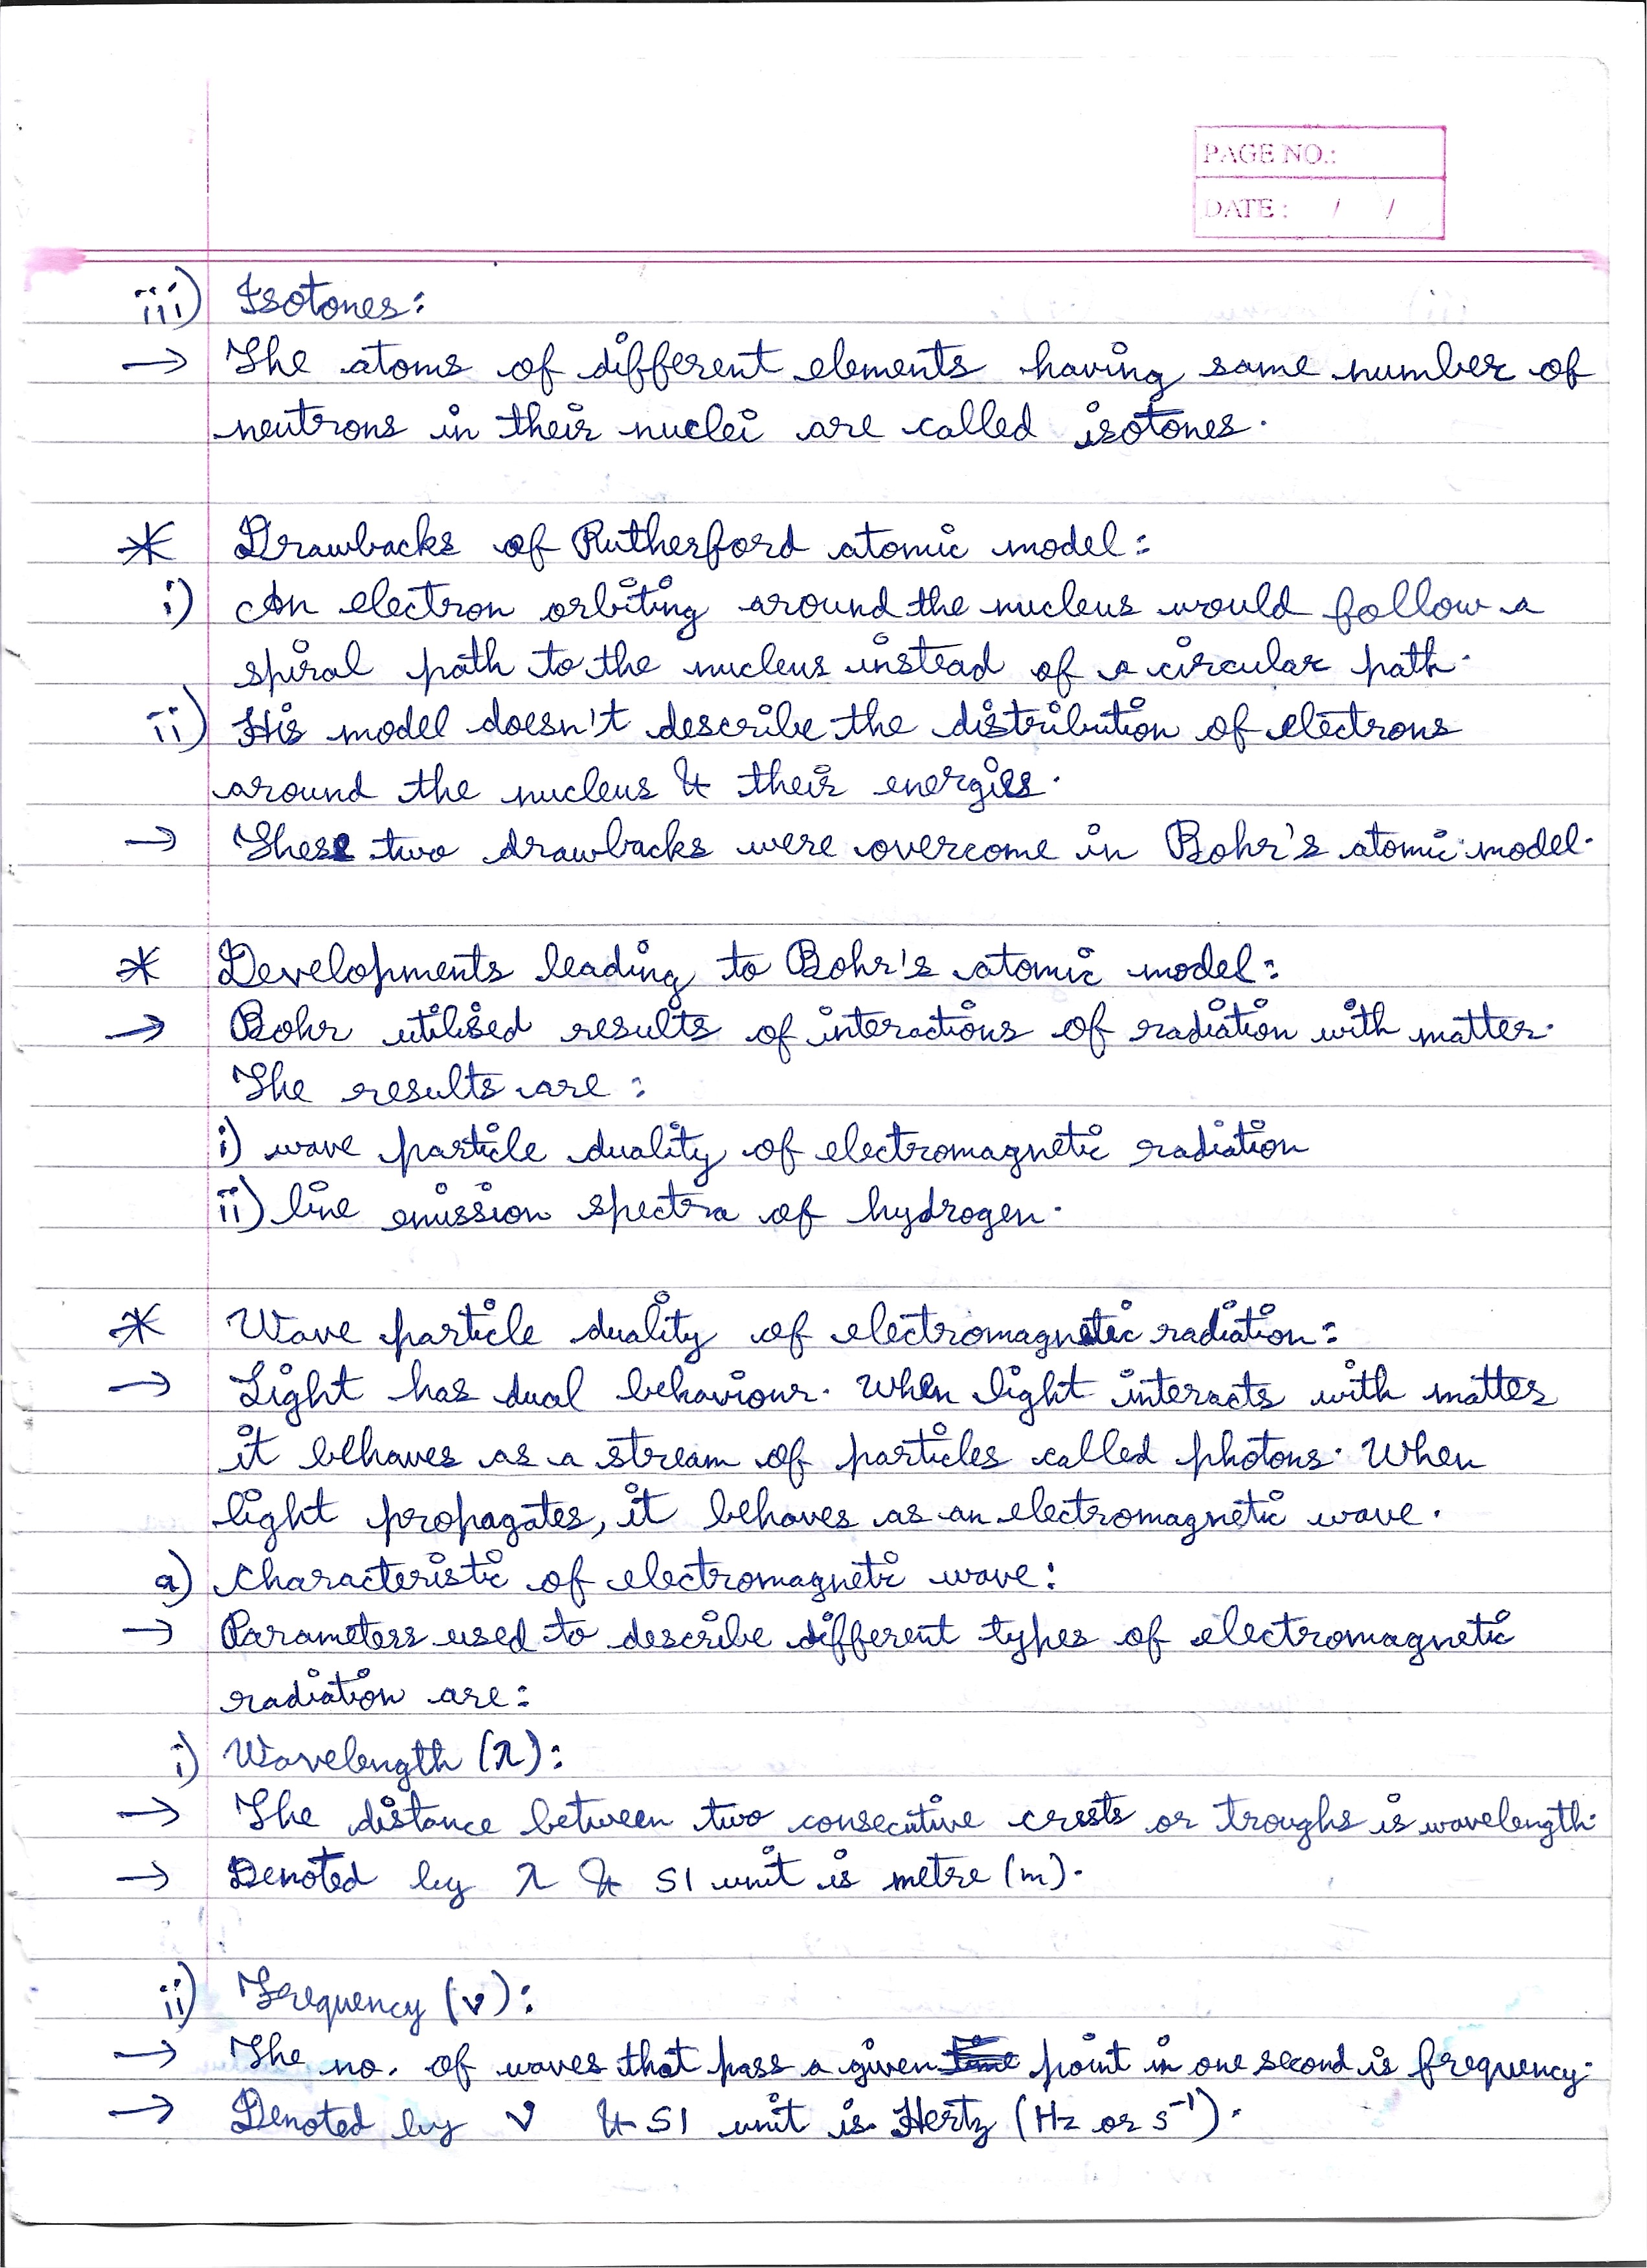 PAGE NO.:
DATE : / /
iii) Isotones:
→ The atoms of different elements having same number of
neutrons in their nuclei are called isotones.
* Drawbacks of Rutherford atomic model:
i) An electron orbiting around the nucleus would follow a
spiral path to the nucleus instead of a circular path.
ii) His model doesn't describe the distribution of electrons
around the nucleus & their energies.
→ These two drawbacks were overcome in Bohr's atomic model.
* Developments leading to Bohr's atomic model:
→ Bohr utilised results of interactions of radiation with matter.
The results are :
i) wave particle duality of electromagnetic radiation
ii) line emission spectra of hydrogen.
* Wave particle duality of electromagnetic radiation:
→ Light has dual behaviour. When light interacts with matter
it behaves as a stream of particles called photons. When
light propagates, it behaves as an electromagnetic wave.
a) Characteristic of electromagnetic wave:
→ Parameters used to describe different types of electromagnetic
radiation are:
i) Wavelength (λ):
→ The distance between two consecutive crests or troughs is wavelength.
→ Denoted by λ & SI unit is metre (m).
ii) Frequency (ν):
→ The no. of waves that pass a given point in one second is frequency.
→ Denoted by ν & SI unit is Hertz (Hz or s⁻¹).